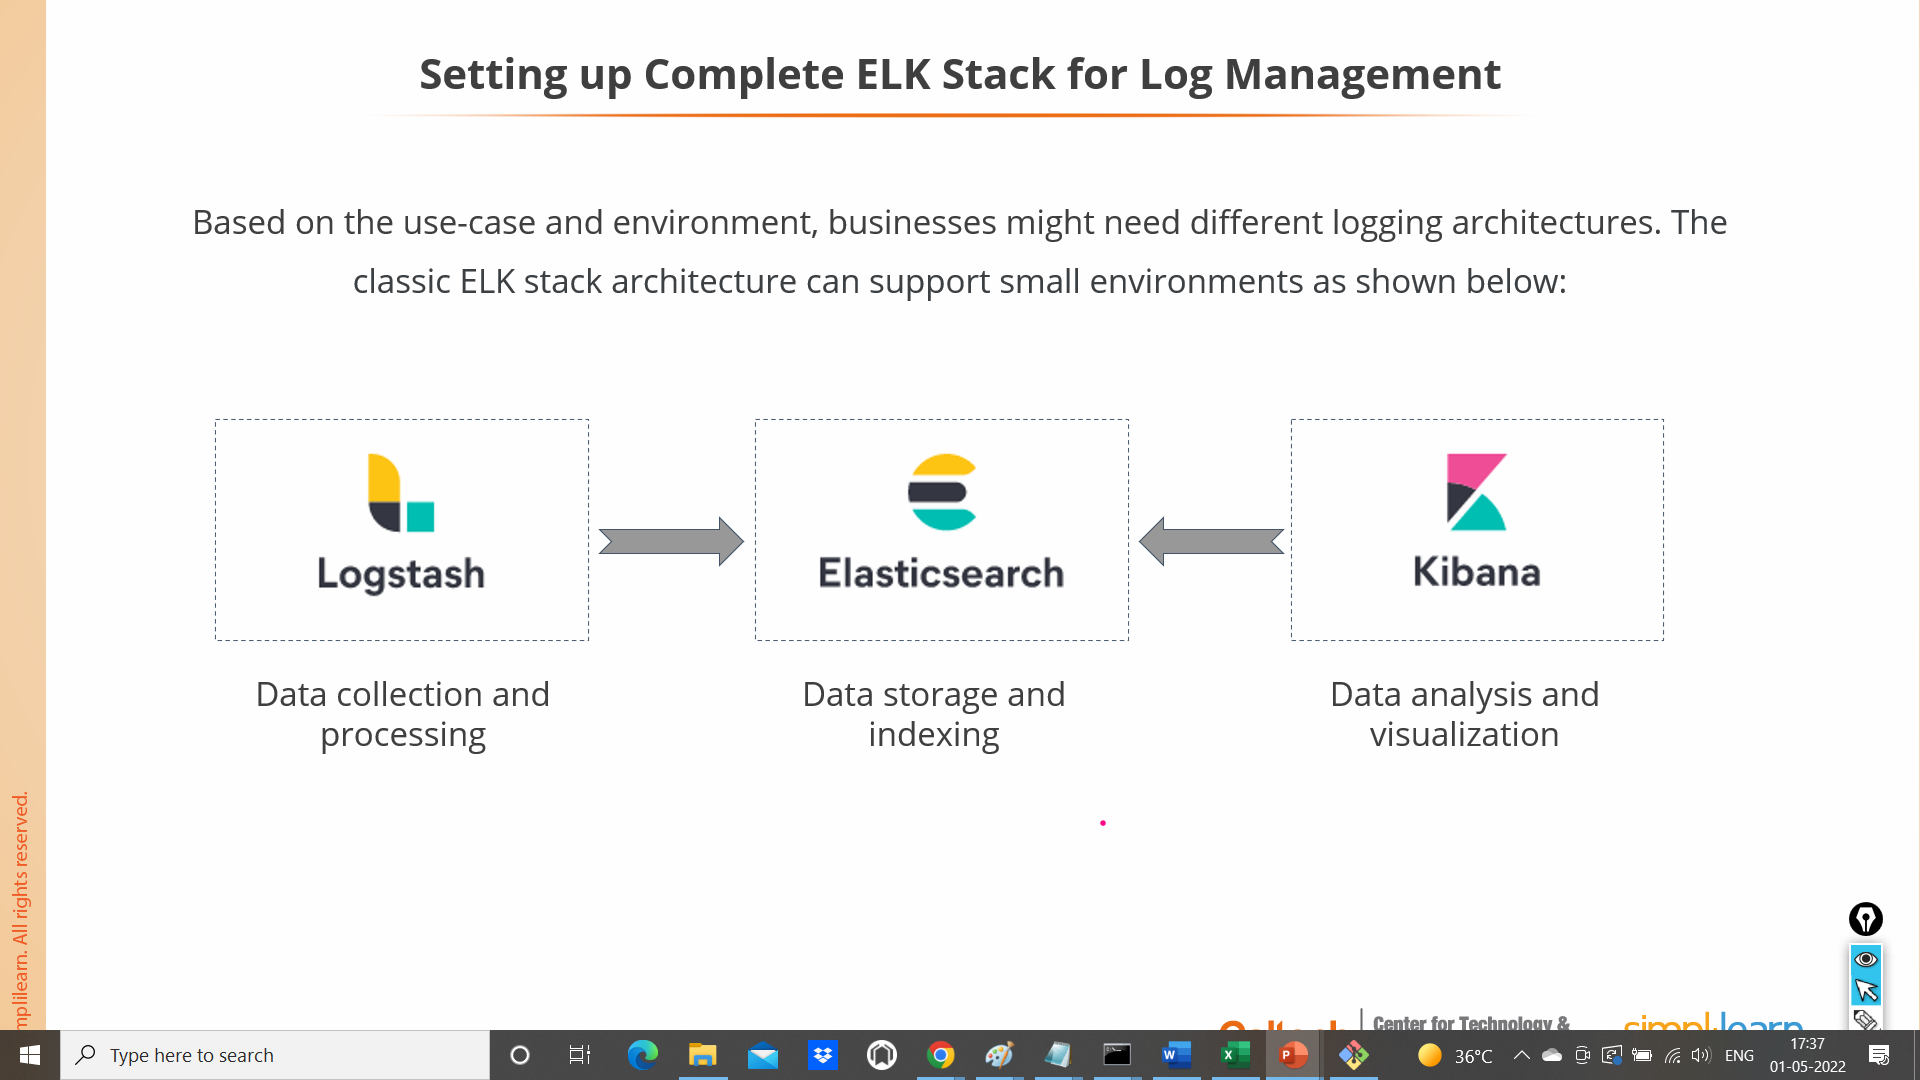 Setting up Complete ELK Stack for Log Management
Based on the use-case and environment, businesses might need different logging architectures. The
classic ELK stack architecture can support small environments as shown below:
Logstash
Elasticsearch
Kibana
Data collection and
processing
Data storage and
indexing
Data analysis and
visualization
mplilearn. All rights reserved.
Center for Technology &
simplilearn
Type here to search
36°C
ENG
17:37
01-05-2022